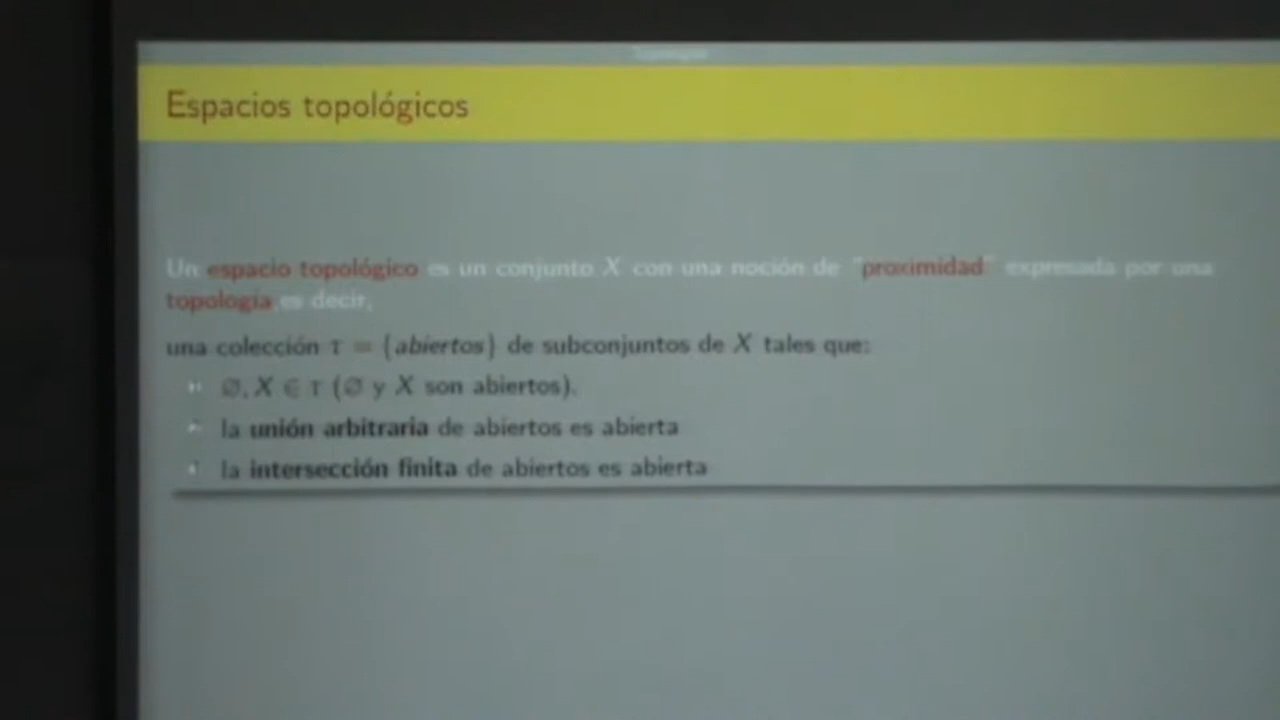 Espacios topológicos
Un espacio topológico es un conjunto X con una noción de "proximidad" expresada por una
topología es decir,
una colección τ = {abiertos} de subconjuntos de X tales que:
∅, X ∈ τ (∅ y X son abiertos).
la unión arbitraria de abiertos es abierta
la intersección finita de abiertos es abierta